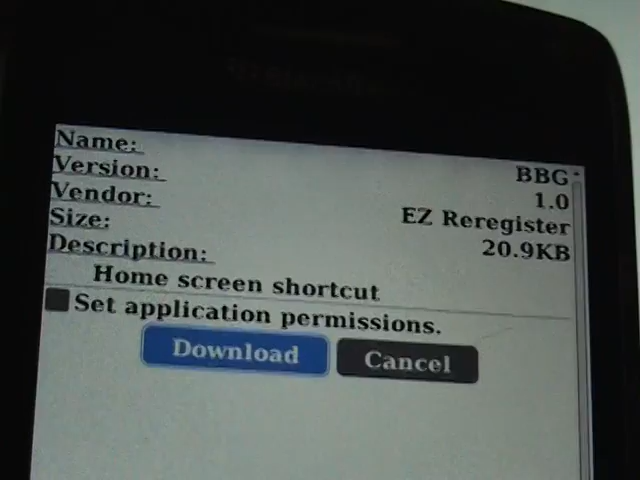 Name: BBG
Version: 1.0
Vendor: EZ Reregister
Size: 20.9KB
Description:
Home screen shortcut
Set application permissions.
Download Cancel